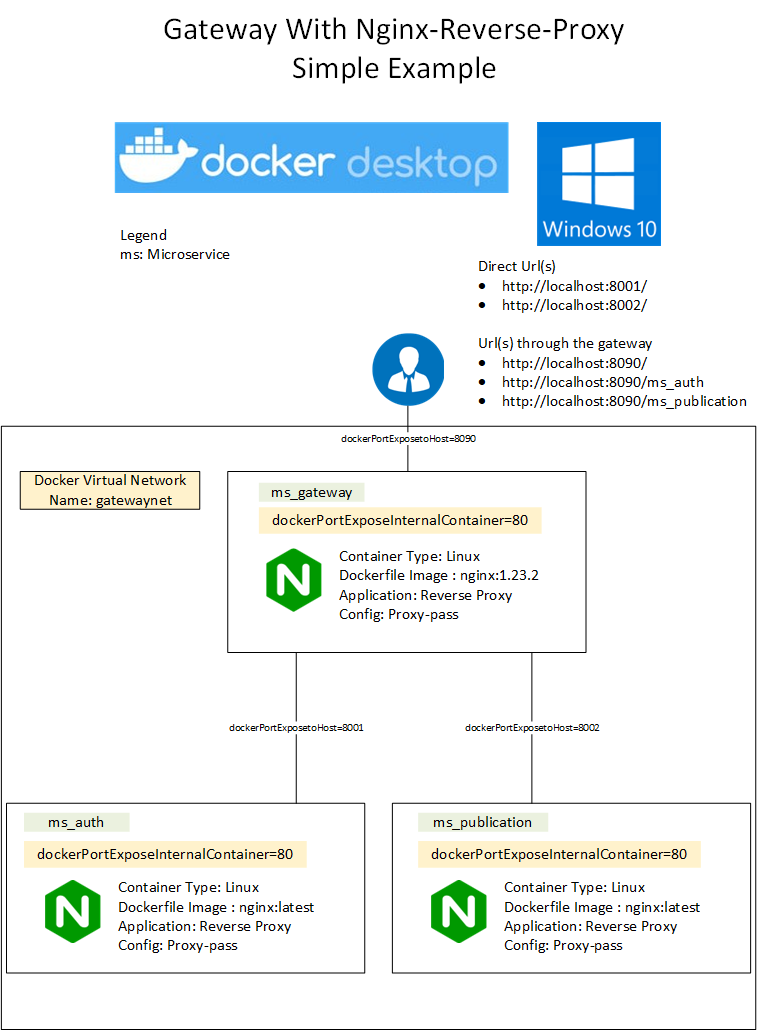 Gateway With Nginx-Reverse-Proxy
Simple Example
docker desktop
Windows 10
Legend
ms: Microservice
Direct Url(s)
• http://localhost:8001/
• http://localhost:8002/
Url(s) through the gateway
• http://localhost:8090/
• http://localhost:8090/ms_auth
• http://localhost:8090/ms_publication
dockerPortExposetoHost=8090
Docker Virtual Network
Name: gatewaynet
ms_gateway
dockerPortExposeInternalContainer=80
N
Container Type: Linux
Dockerfile Image : nginx:1.23.2
Application: Reverse Proxy
Config: Proxy-pass
dockerPortExposetoHost=8001
dockerPortExposetoHost=8002
ms_auth
dockerPortExposeInternalContainer=80
N
Container Type: Linux
Dockerfile Image : nginx:latest
Application: Reverse Proxy
Config: Proxy-pass
ms_publication
dockerPortExposeInternalContainer=80
N
Container Type: Linux
Dockerfile Image : nginx:latest
Application: Reverse Proxy
Config: Proxy-pass